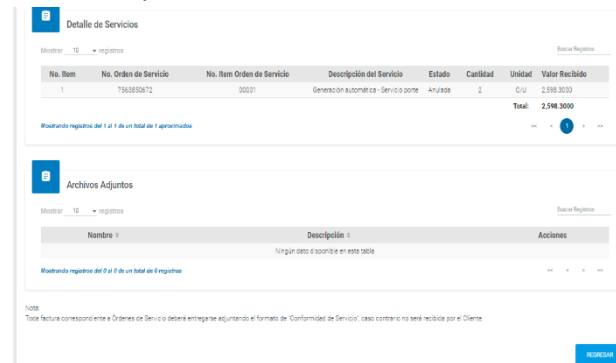 Detalle de Servicios
Mostrar 10 registros Buscar Registros
No. Item No. Orden de Servicio No. Item Orden de Servicio Descripción del Servicio Estado Cantidad Unidad Valor Recibido
1 7563850672 00001 Generación automática - Servicio porte Anulada 2 C/U 2,598.3000
Total: 2,598.3000
Mostrando registros del 1 al 1 de un total de 1 aproximados << < 1 > >>
Archivos Adjuntos
Mostrar 10 registros Buscar Registros
Nombre Descripción Acciones
Ningún dato disponible en esta tabla
Mostrando registros del 0 al 0 de un total de 0 registros << < > >>
Nota:
Toda factura correspondiente a Órdenes de Servicio deberá entregarse adjuntando el formato de "Conformidad de Servicio", caso contrario no será recibida por el Cliente.
REGRESAR